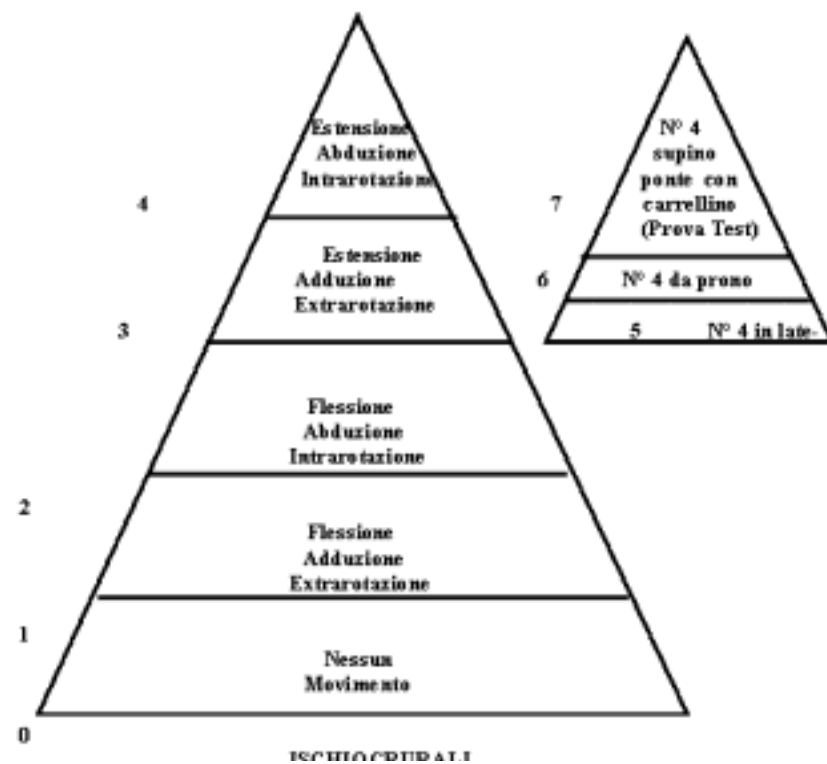 Estensione
Abduzione
Intrarotazione
4
Estensione
Adduzione
Extrarotazione
3
Flessione
Abduzione
Intrarotazione
2
Flessione
Adduzione
Extrarotazione
1
Nessun
Movimento
0
ISCHIOCRURALI
N° 4
supino
ponte con
carrellino
(Prova Test)
7
6 N° 4 da prono
5 N° 4 in late-